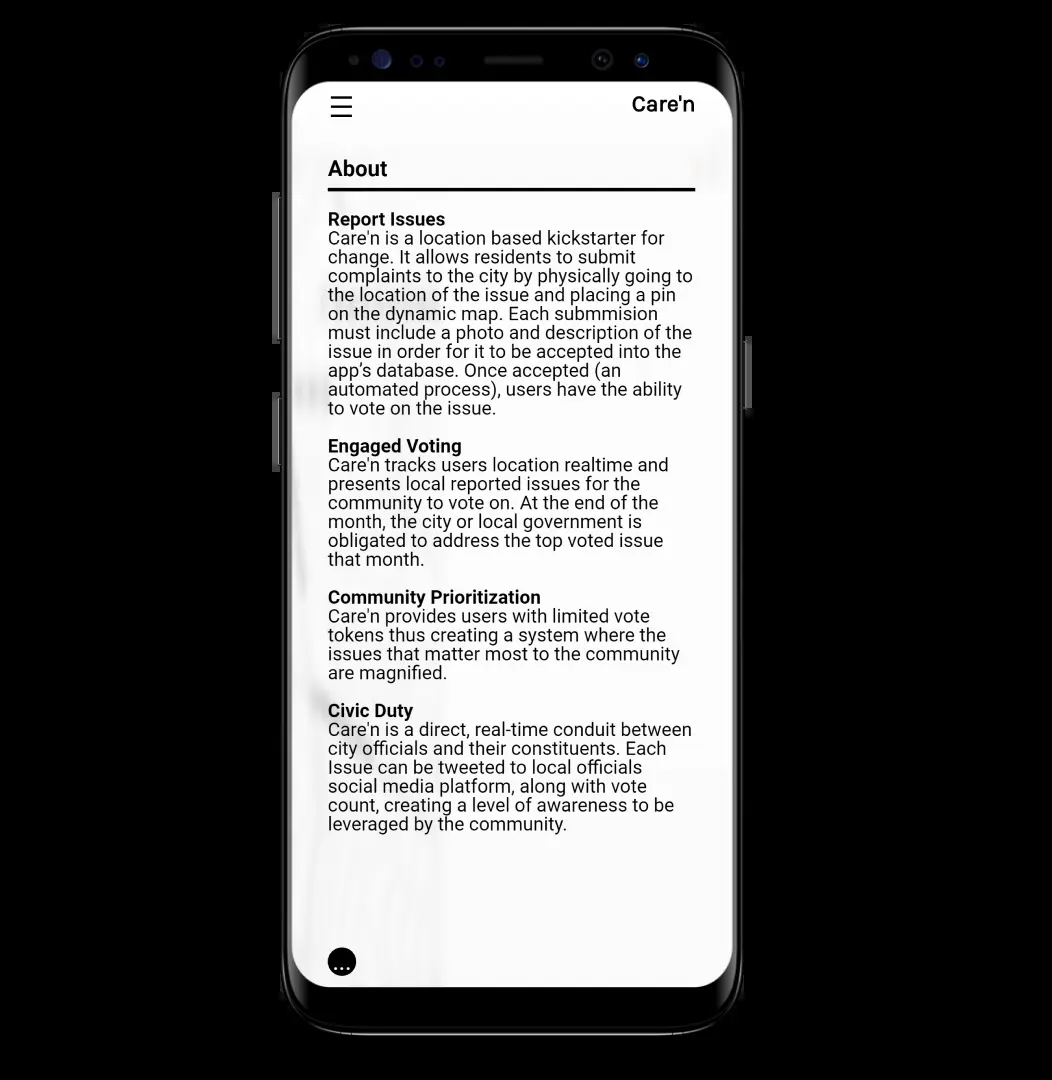 Care'n
About
Report Issues
Care'n is a location based kickstarter for
change. It allows residents to submit
complaints to the city by physically going to
the location of the issue and placing a pin
on the dynamic map. Each submmision
must include a photo and description of the
issue in order for it to be accepted into the
app’s database. Once accepted (an
automated process), users have the ability
to vote on the issue.
Engaged Voting
Care'n tracks users location realtime and
presents local reported issues for the
community to vote on. At the end of the
month, the city or local government is
obligated to address the top voted issue
that month.
Community Prioritization
Care'n provides users with limited vote
tokens thus creating a system where the
issues that matter most to the community
are magnified.
Civic Duty
Care'n is a direct, real-time conduit between
city officials and their constituents. Each
Issue can be tweeted to local officials
social media platform, along with vote
count, creating a level of awareness to be
leveraged by the community.